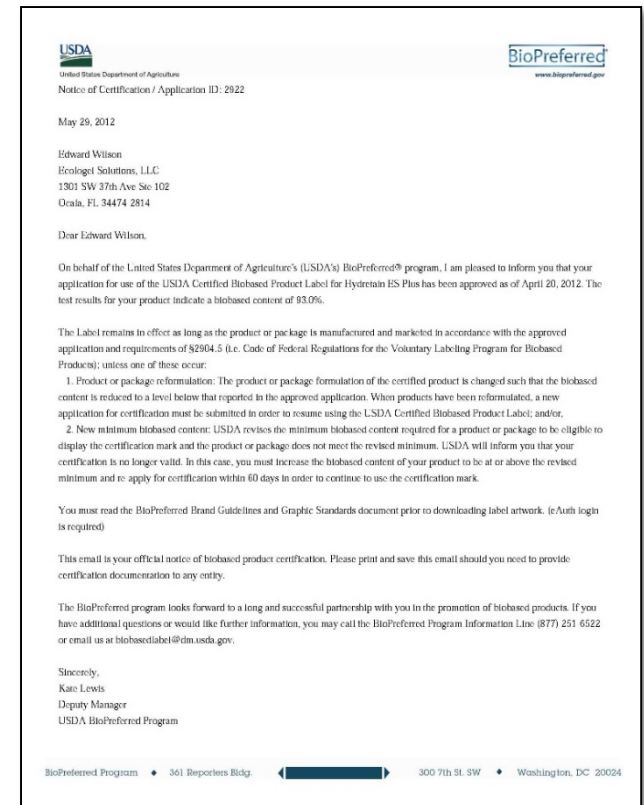 USDA
BioPreferred®
United States Department of Agriculture
www.biopreferred.gov
Notice of Certification / Application ID: 2922
May 29, 2012
Edward Wilson
Ecologel Solutions, LLC
1301 SW 37th Ave Ste 102
Ocala, FL 34474 2814
Dear Edward Wilson,
On behalf of the United States Department of Agriculture's (USDA's) BioPreferred® program, I am pleased to inform you that your
application for use of the USDA Certified Biobased Product Label for Hydretain ES Plus has been approved as of April 20, 2012. The
test results for your product indicate a biobased content of 93.0%.
The Label remains in effect as long as the product or package is manufactured and marketed in accordance with the approved
application and requirements of §2904.5 (i.e. Code of Federal Regulations for the Voluntary Labeling Program for Biobased
Products); unless one of these occur:
1. Product or package reformulation: The product or package formulation of the certified product is changed such that the biobased
content is reduced to a level below that reported in the approved application. When products have been reformulated, a new
application for certification must be submitted in order to resume using the USDA Certified Biobased Product Label; and/or,
2. New minimum biobased content: USDA revises the minimum biobased content required for a product or package to be eligible to
display the certification mark and the product or package does not meet the revised minimum. USDA will inform you that your
certification is no longer valid. In this case, you must increase the biobased content of your product to be at or above the revised
minimum and re apply for certification within 60 days in order to continue to use the certification mark.
You must read the BioPreferred Brand Guidelines and Graphic Standards document prior to downloading label artwork. (eAuth login
is required)
This email is your official notice of biobased product certification. Please print and save this email should you need to provide
certification documentation to any entity.
The BioPreferred program looks forward to a long and successful partnership with you in the promotion of biobased products. If you
have additional questions or would like further information, you may call the BioPreferred Program Information Line (877) 251 6522
or email us at biobasedlabel@dm.usda.gov.
Sincerely,
Kate Lewis
Deputy Manager
USDA BioPreferred Program
BioPreferred Program ♦ 361 Reporters Bldg. 300 7th St. SW ♦ Washington, DC 20024